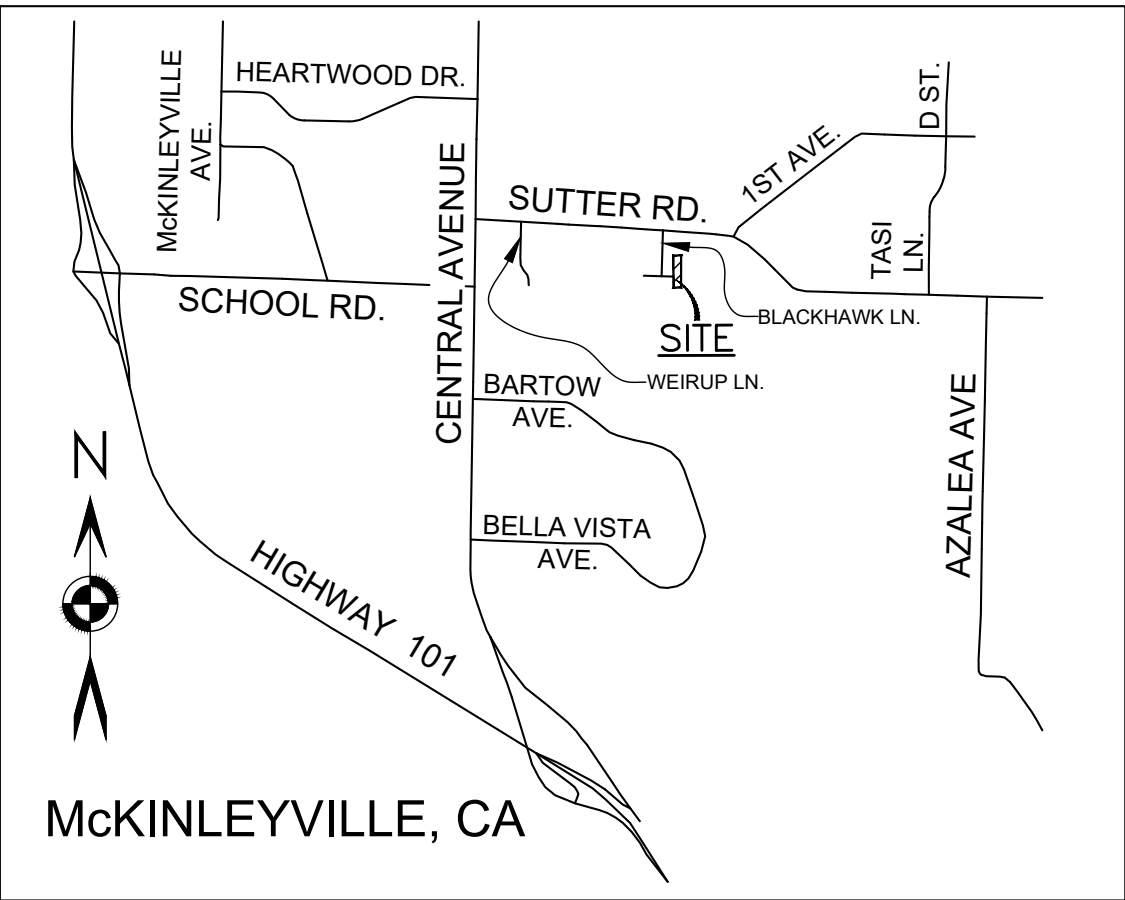 HEARTWOOD DR.
McKINLEYVILLE
AVE.
D ST.
1ST AVE.
CENTRAL AVENUE
SUTTER RD.
TASI
LN.
SCHOOL RD.
BLACKHAWK LN.
SITE
WEIRUP LN.
BARTOW
AVE.
AZALEA AVE
N
BELLA VISTA
AVE.
HIGHWAY 101
McKINLEYVILLE, CA